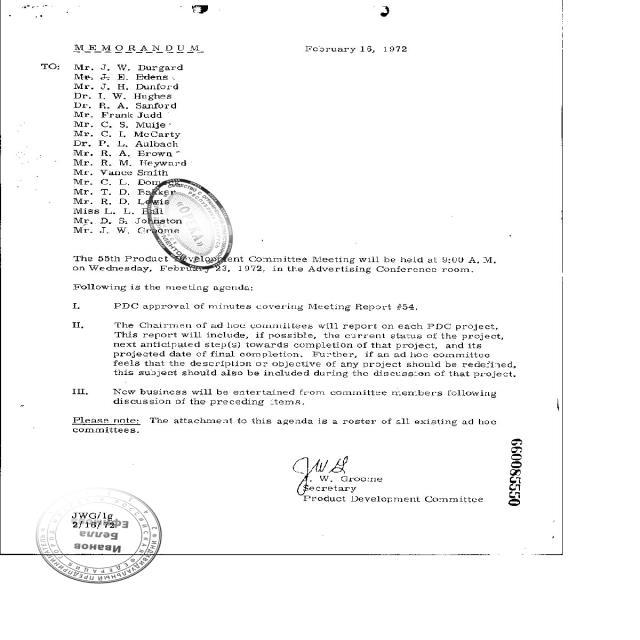 MEMORANDUM
February 16, 1972
TO:
Mr. J. W. Burgard
Mr. J. E. Edens
Mr. J. H. Dunford
Dr. I. W. Hughes
Dr. R. A. Sanford
Mr. Frank Judd
Mr. C. S. Muije
Mr. C. I. McCarty
Dr. P. L. Aulbach
Mr. R. A. Brown
Mr. R. M. Heyward
Mr. Vance Smith
Mr. C. L.
Mr. T. D.
Mr. R. D. Lewis
Miss L. L. Ball
Mr. D. S. Johnston
Mr. J. W. Groome
The 55th Product Development Committee Meeting will be held at 9:00 A. M.
on Wednesday, February 23, 1972, in the Advertising Conference room.
Following is the meeting agenda:
I. PDC approval of minutes covering Meeting Report #54.
II. The Chairmen of ad hoc committees will report on each PDC project.
This report will include, if possible, the current status of the project,
next anticipated step(s) towards completion of that project, and its
projected date of final completion. Further, if an ad hoc committee
feels that the description or objective of any project should be redefined,
this subject should also be included during the discussion of that project.
III. New business will be entertained from committee members following
discussion of the preceding items.
Please note: The attachment to this agenda is a roster of all existing ad hoc
committees.
JWG
J. W. Groome
Secretary
Product Development Committee
660085550
JWG/lg
2/16/72
Белла
Иванов